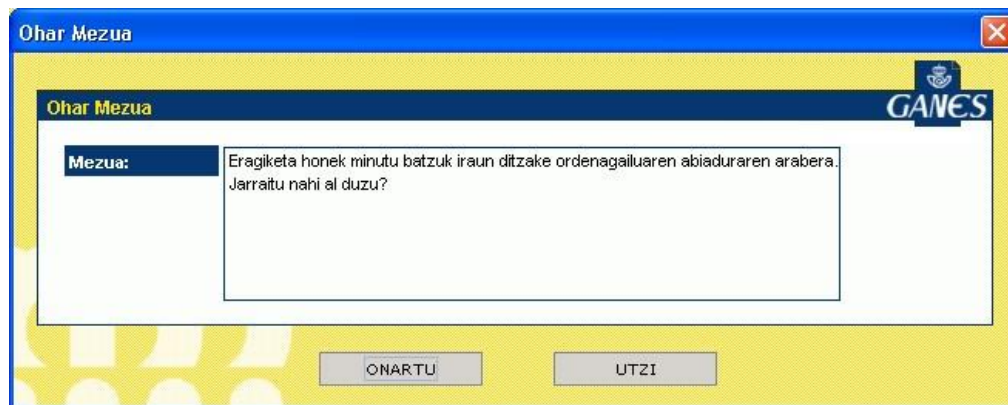 Ohar Mezua
GANES
Ohar Mezua
Mezua:
Eragiketa honek minutu batzuk iraun ditzake ordenagailuaren abiaduraren arabera.
Jarraitu nahi al duzu?
ONARTU
UTZI